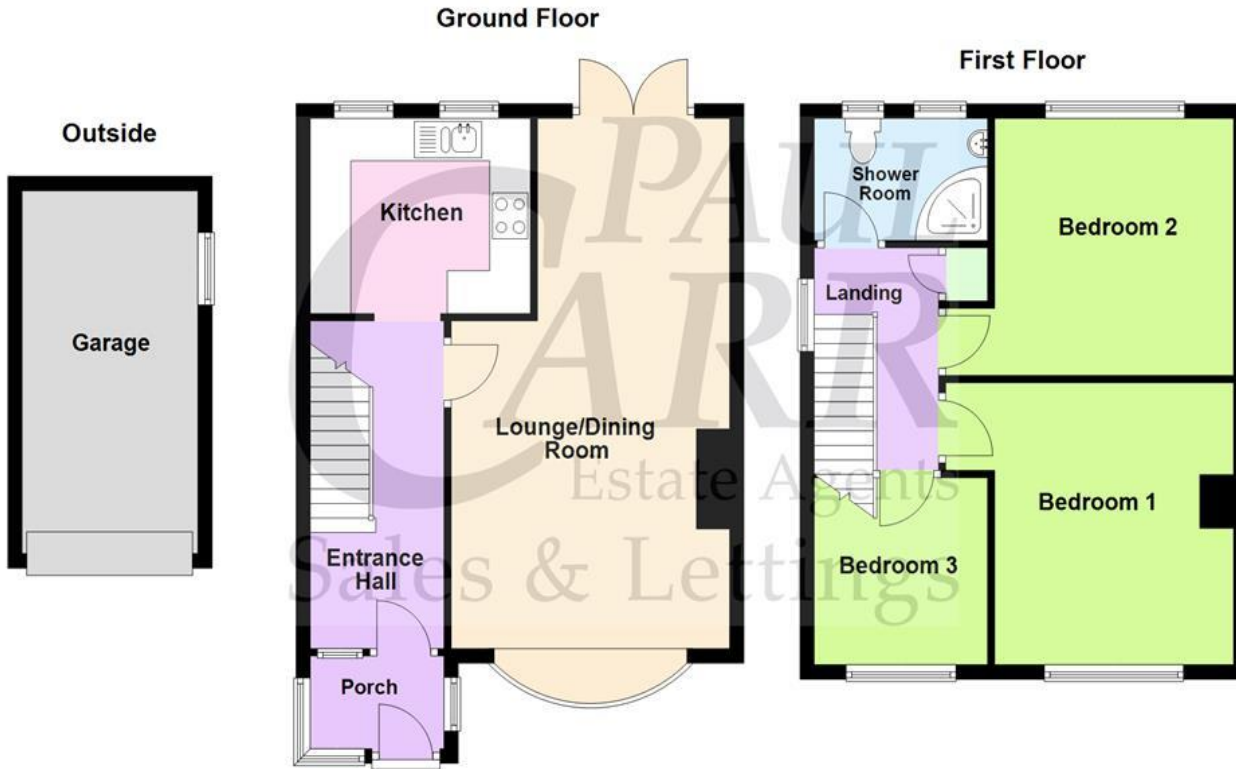 Ground Floor
First Floor
Outside
Garage
Kitchen
Lounge/Dining
Room
Entrance
Hall
Porch
Shower
Room
Landing
Bedroom 2
Bedroom 1
Bedroom 3
PAUL
CARR
Estate Agents
Sales & Lettings